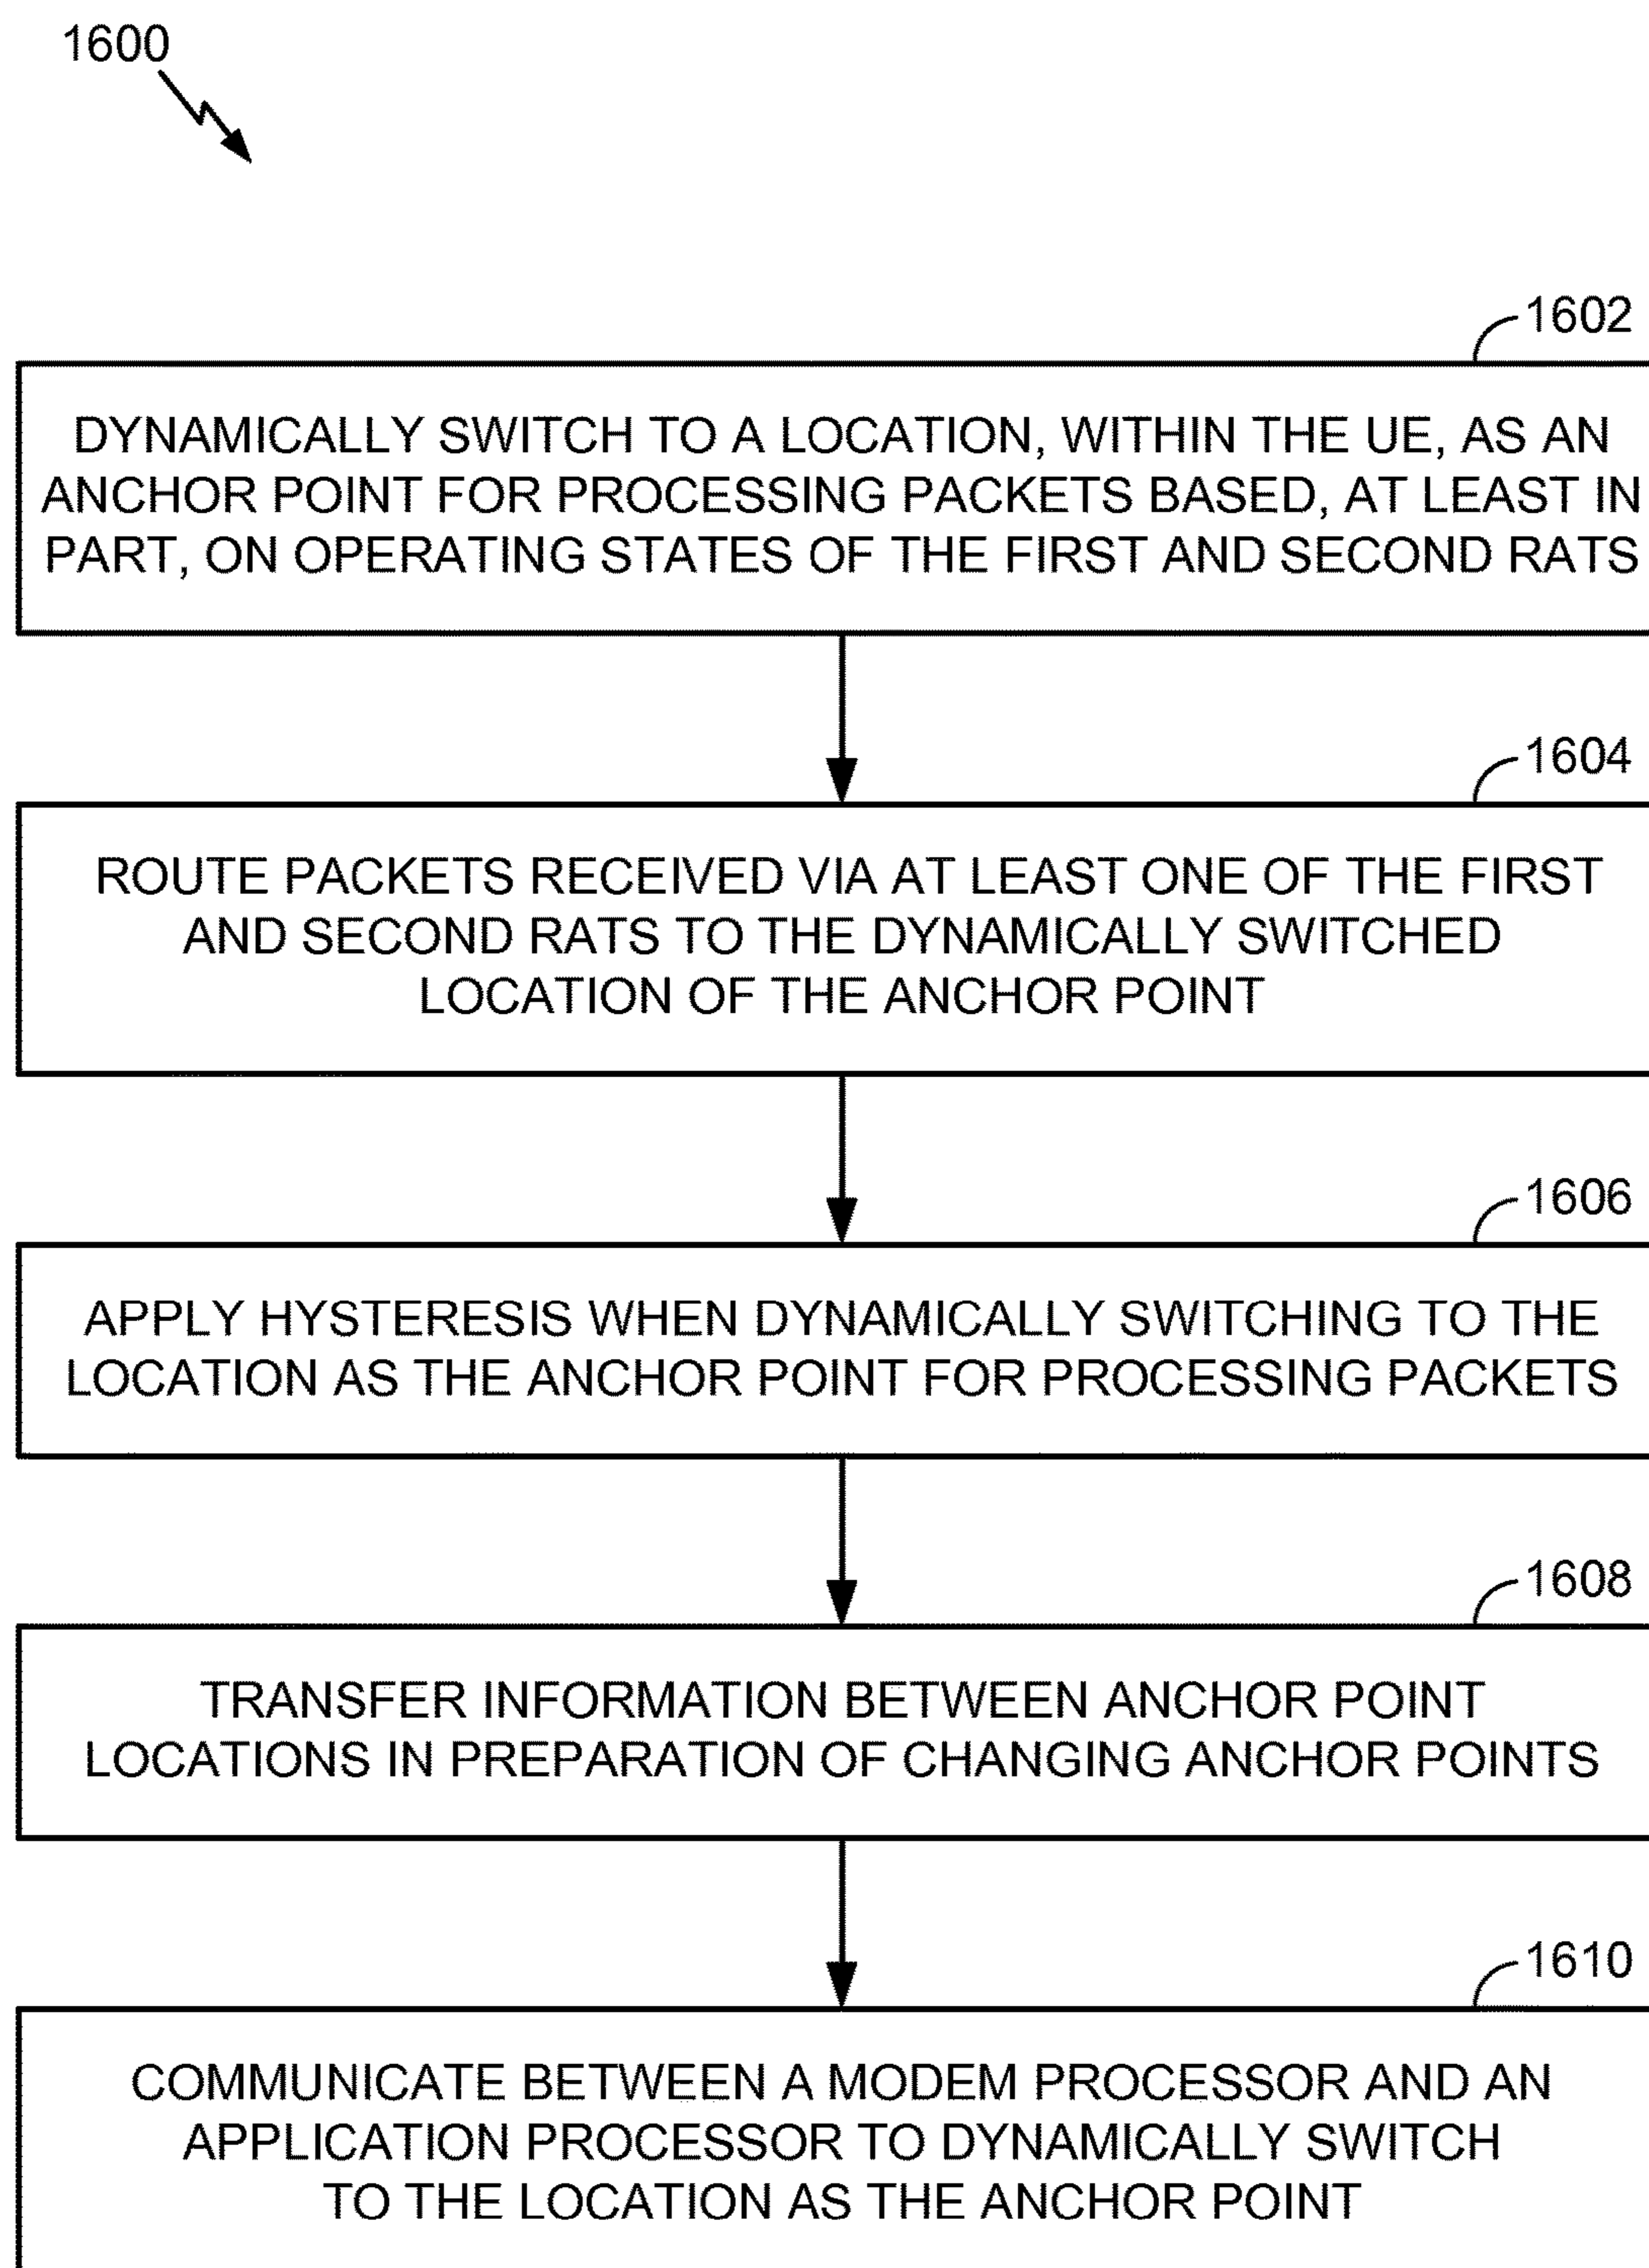 1600
1602
DYNAMICALLY SWITCH TO A LOCATION, WITHIN THE UE, AS AN
ANCHOR POINT FOR PROCESSING PACKETS BASED, AT LEAST IN
PART, ON OPERATING STATES OF THE FIRST AND SECOND RATS
1604
ROUTE PACKETS RECEIVED VIA AT LEAST ONE OF THE FIRST
AND SECOND RATS TO THE DYNAMICALLY SWITCHED
LOCATION OF THE ANCHOR POINT
1606
APPLY HYSTERESIS WHEN DYNAMICALLY SWITCHING TO THE
LOCATION AS THE ANCHOR POINT FOR PROCESSING PACKETS
1608
TRANSFER INFORMATION BETWEEN ANCHOR POINT
LOCATIONS IN PREPARATION OF CHANGING ANCHOR POINTS
1610
COMMUNICATE BETWEEN A MODEM PROCESSOR AND AN
APPLICATION PROCESSOR TO DYNAMICALLY SWITCH
TO THE LOCATION AS THE ANCHOR POINT